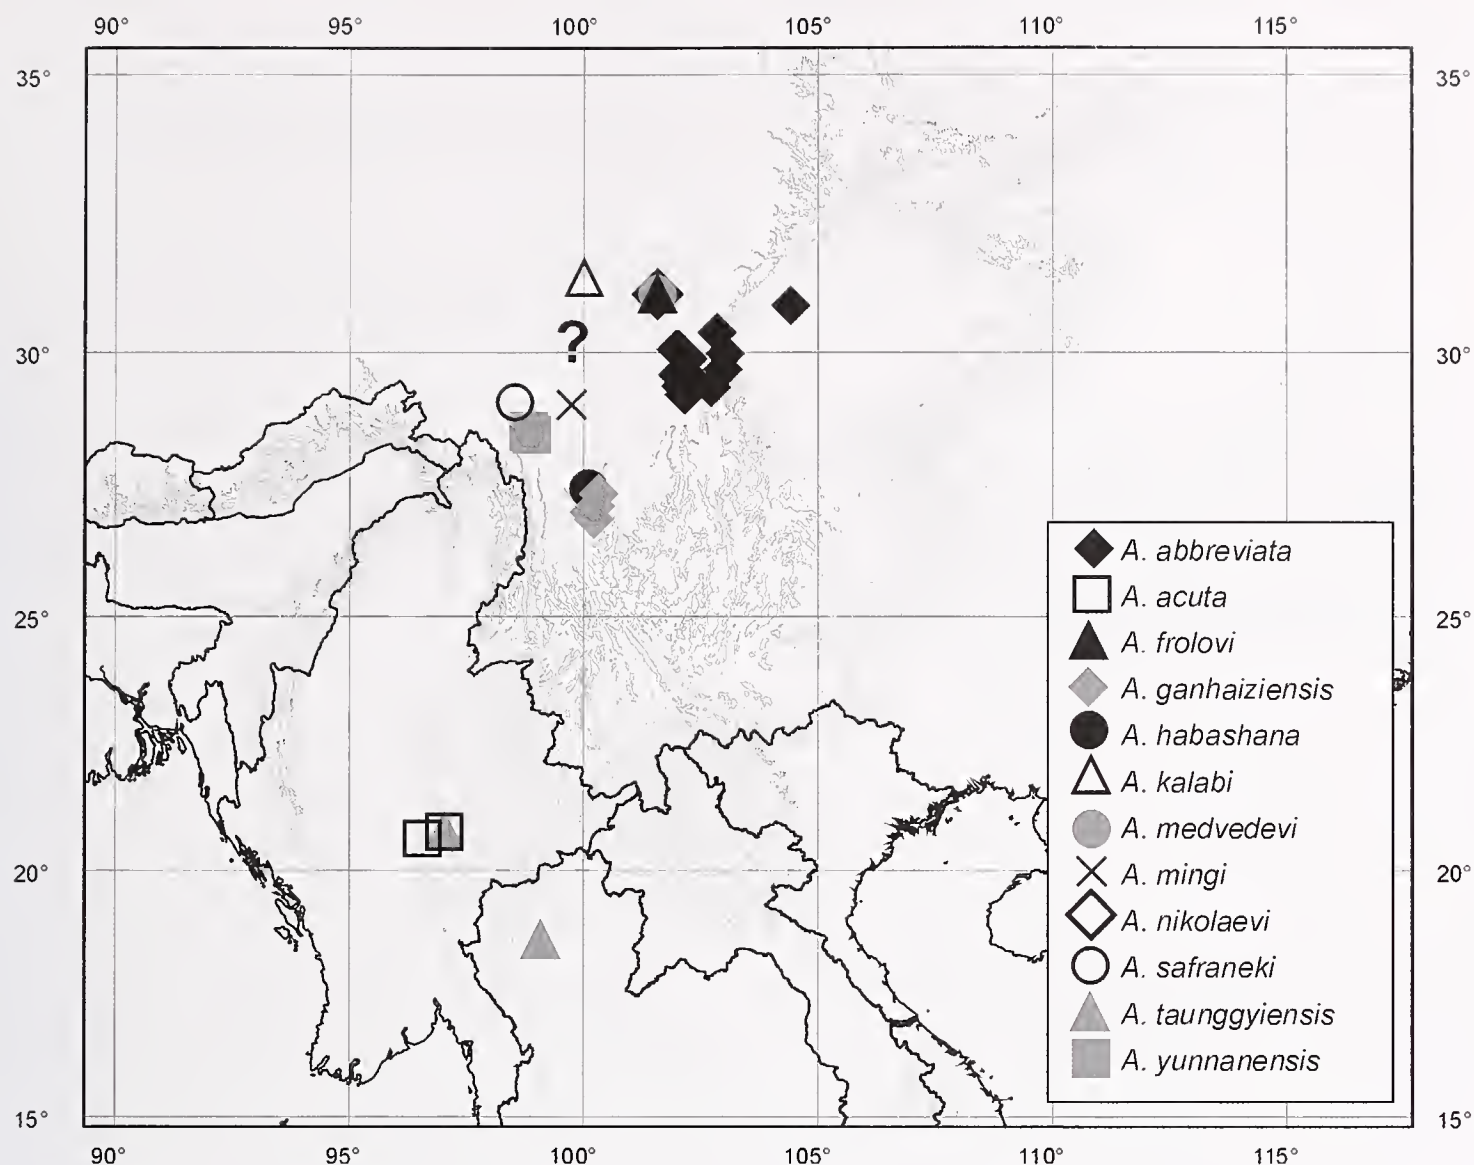 90° 95° 100° 105° 110° 115°
35° 35°
?
30° 30°
25° 25°
20° 20°
15° 15°
90° 95° 100° 105° 110° 115°
A. abbreviata
A. acuta
A. frolovi
A. ganhaiziensis
A. habashana
A. kalabi
A. medvedevi
A. mingi
A. nikolaevi
A. safraneki
A. taunggyiensis
A. yunnanensis